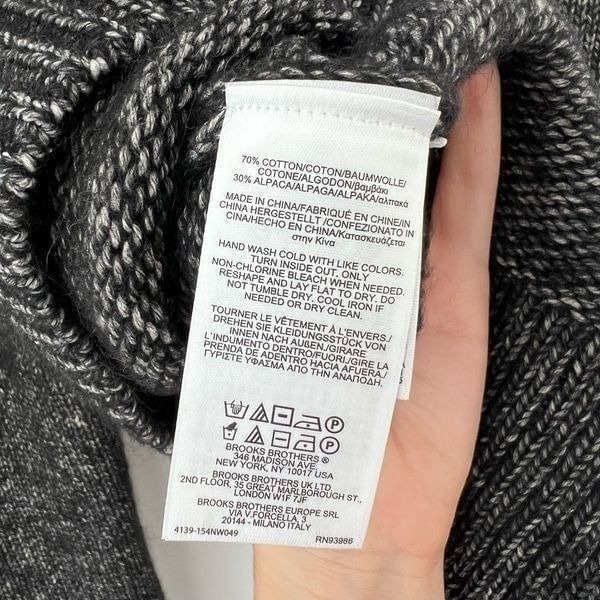 70% COTTON/COTON/BAUMWOLLE/
COTONE/ALGODON/βαμβάκι
30% ALPACA/ALPAGA/ALPAKA/αλπακά
MADE IN CHINA/FABRIQUÉ EN CHINE/IN
CHINA HERGESTELLT /CONFEZIONATO IN
CINA/HECHO EN CHINA/Κατασκευάζεται
στην Κίνα
HAND WASH COLD WITH LIKE COLORS.
TURN INSIDE OUT. ONLY
NON-CHLORINE BLEACH WHEN NEEDED.
RESHAPE AND LAY FLAT TO DRY. DO
NOT TUMBLE DRY. COOL IRON IF
NEEDED OR DRY CLEAN.
TOURNER LE VÊTEMENT À L'ENVERS./
DREHEN SIE KLEIDUNGSSTÜCK VON
INNEN NACH AUßEN./GIRARE
L'INDUMENTO DENTRO/FUORI./GIRE LA
PRENDA DE ADENTRO HACIA AFUERA./
ΓΥΡΙΣΤΕ ΥΦΑΣΜΑ ΑΠΟ ΤΗΝ ΑΝΑΠΟΔΗ.
P
P
BROOKS BROTHERS ®
346 MADISON AVE
NEW YORK, NY 10017 USA
BROOKS BROTHERS UK LTD.
2ND FLOOR, 35 GREAT MARLBOROUGH ST.,
LONDON W1F 7JF
BROOKS BROTHERS EUROPE SRL
VIA V.FORCELLA, 3
20144 - MILANO ITALY
4139-154NW049 RN93986